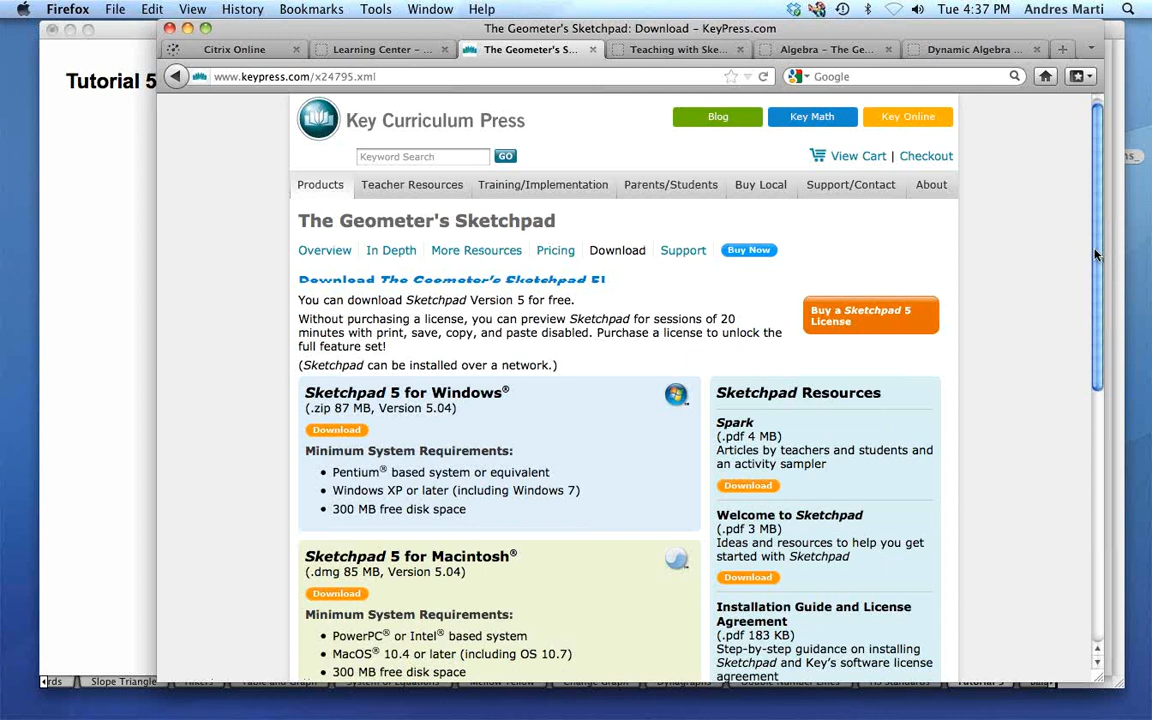 Firefox File Edit View History Bookmarks Tools Window Help Tue 4:37 PM Andres Marti
The Geometer's Sketchpad: Download – KeyPress.com
Citrix Online Learning Center - ... The Geometer's S... Teaching with Ske... Algebra – The Ge... Dynamic Algebra ...
www.keypress.com/x24795.xml Google
Tutorial 5
Key Curriculum Press
Blog Key Math Key Online
Keyword Search GO View Cart | Checkout
Products Teacher Resources Training/Implementation Parents/Students Buy Local Support/Contact About
The Geometer's Sketchpad
Overview In Depth More Resources Pricing Download Support Buy Now
Download The Geometer's Sketchpad 5!
You can download Sketchpad Version 5 for free.
Without purchasing a license, you can preview Sketchpad for sessions of 20
minutes with print, save, copy, and paste disabled. Purchase a license to unlock the
full feature set!
(Sketchpad can be installed over a network.)
Buy a Sketchpad 5
License
Sketchpad 5 for Windows®
(.zip 87 MB, Version 5.04)
Download
Minimum System Requirements:
• Pentium® based system or equivalent
• Windows XP or later (including Windows 7)
• 300 MB free disk space
Sketchpad 5 for Macintosh®
(.dmg 85 MB, Version 5.04)
Download
Minimum System Requirements:
• PowerPC® or Intel® based system
• MacOS® 10.4 or later (including OS 10.7)
• 300 MB free disk space
Sketchpad Resources
Spark
(.pdf 4 MB)
Articles by teachers and students and
an activity sampler
Download
Welcome to Sketchpad
(.pdf 3 MB)
Ideas and resources to help you get
started with Sketchpad
Download
Installation Guide and License
Agreement
(.pdf 183 KB)
Step-by-step guidance on installing
Sketchpad and Key's software license
agreement
ns_
rds Slope Triangle